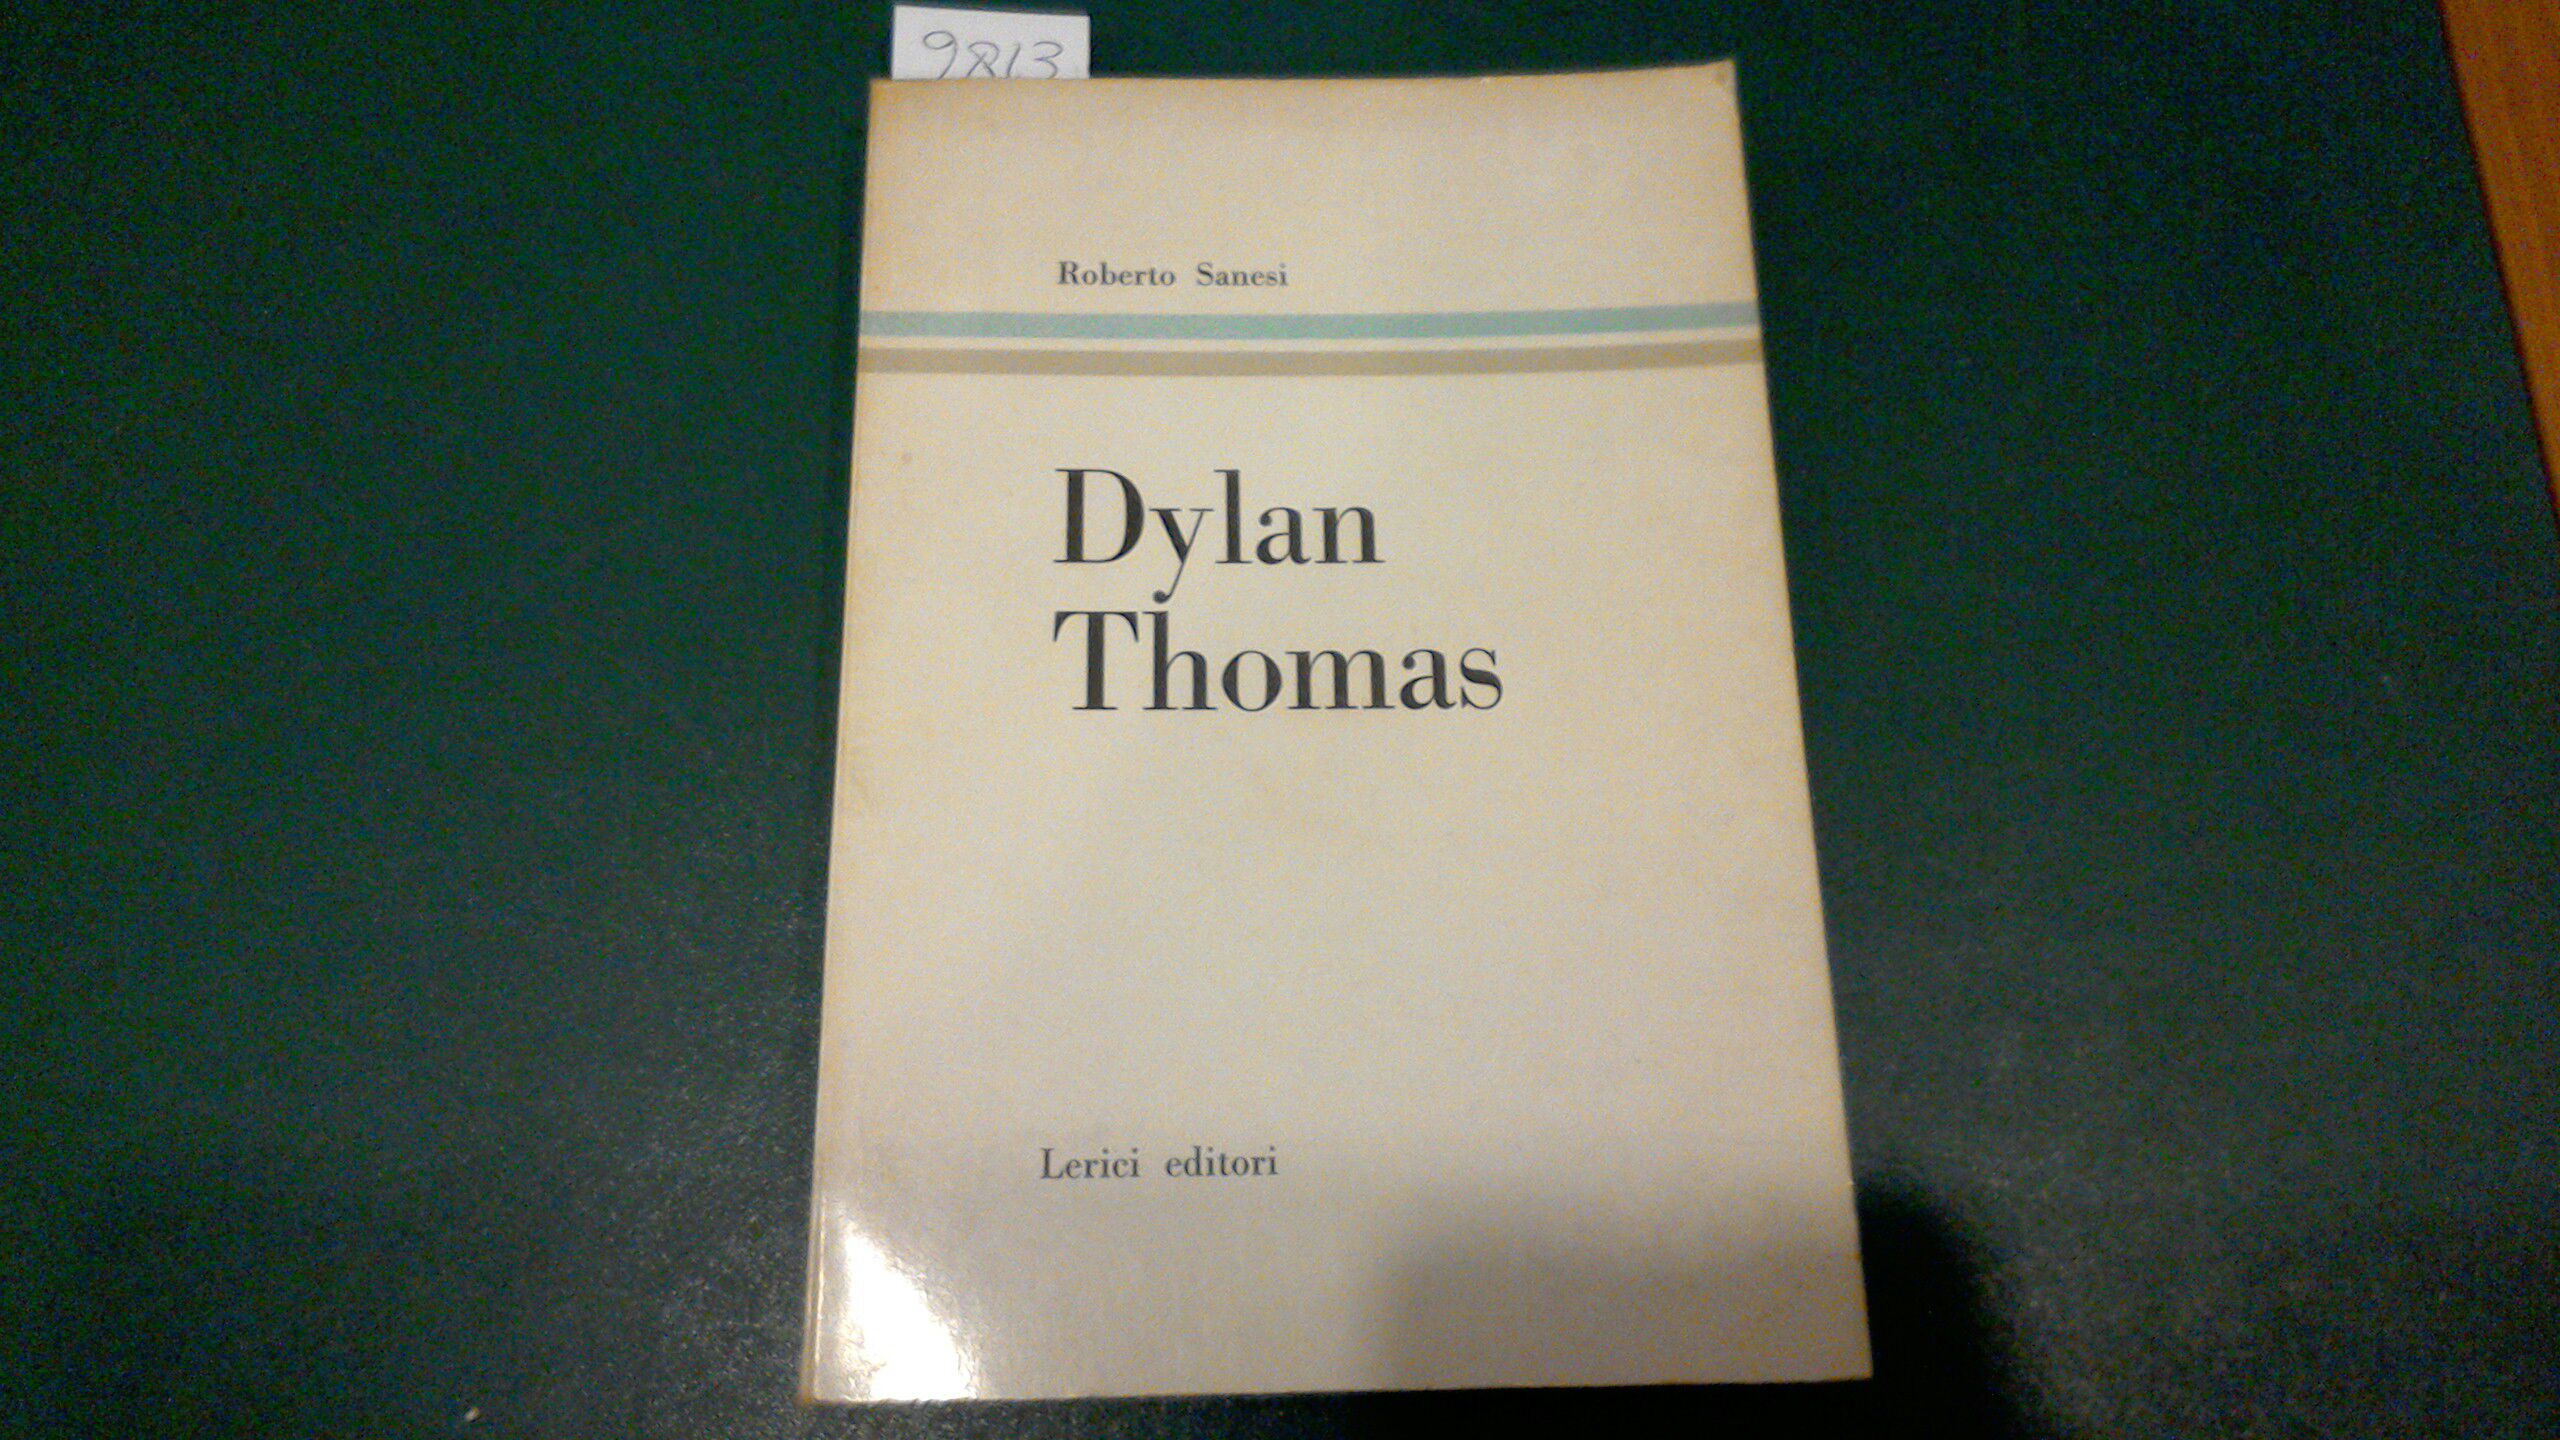 9813
Roberto Sanesi
Dylan
Thomas
Lerici editori